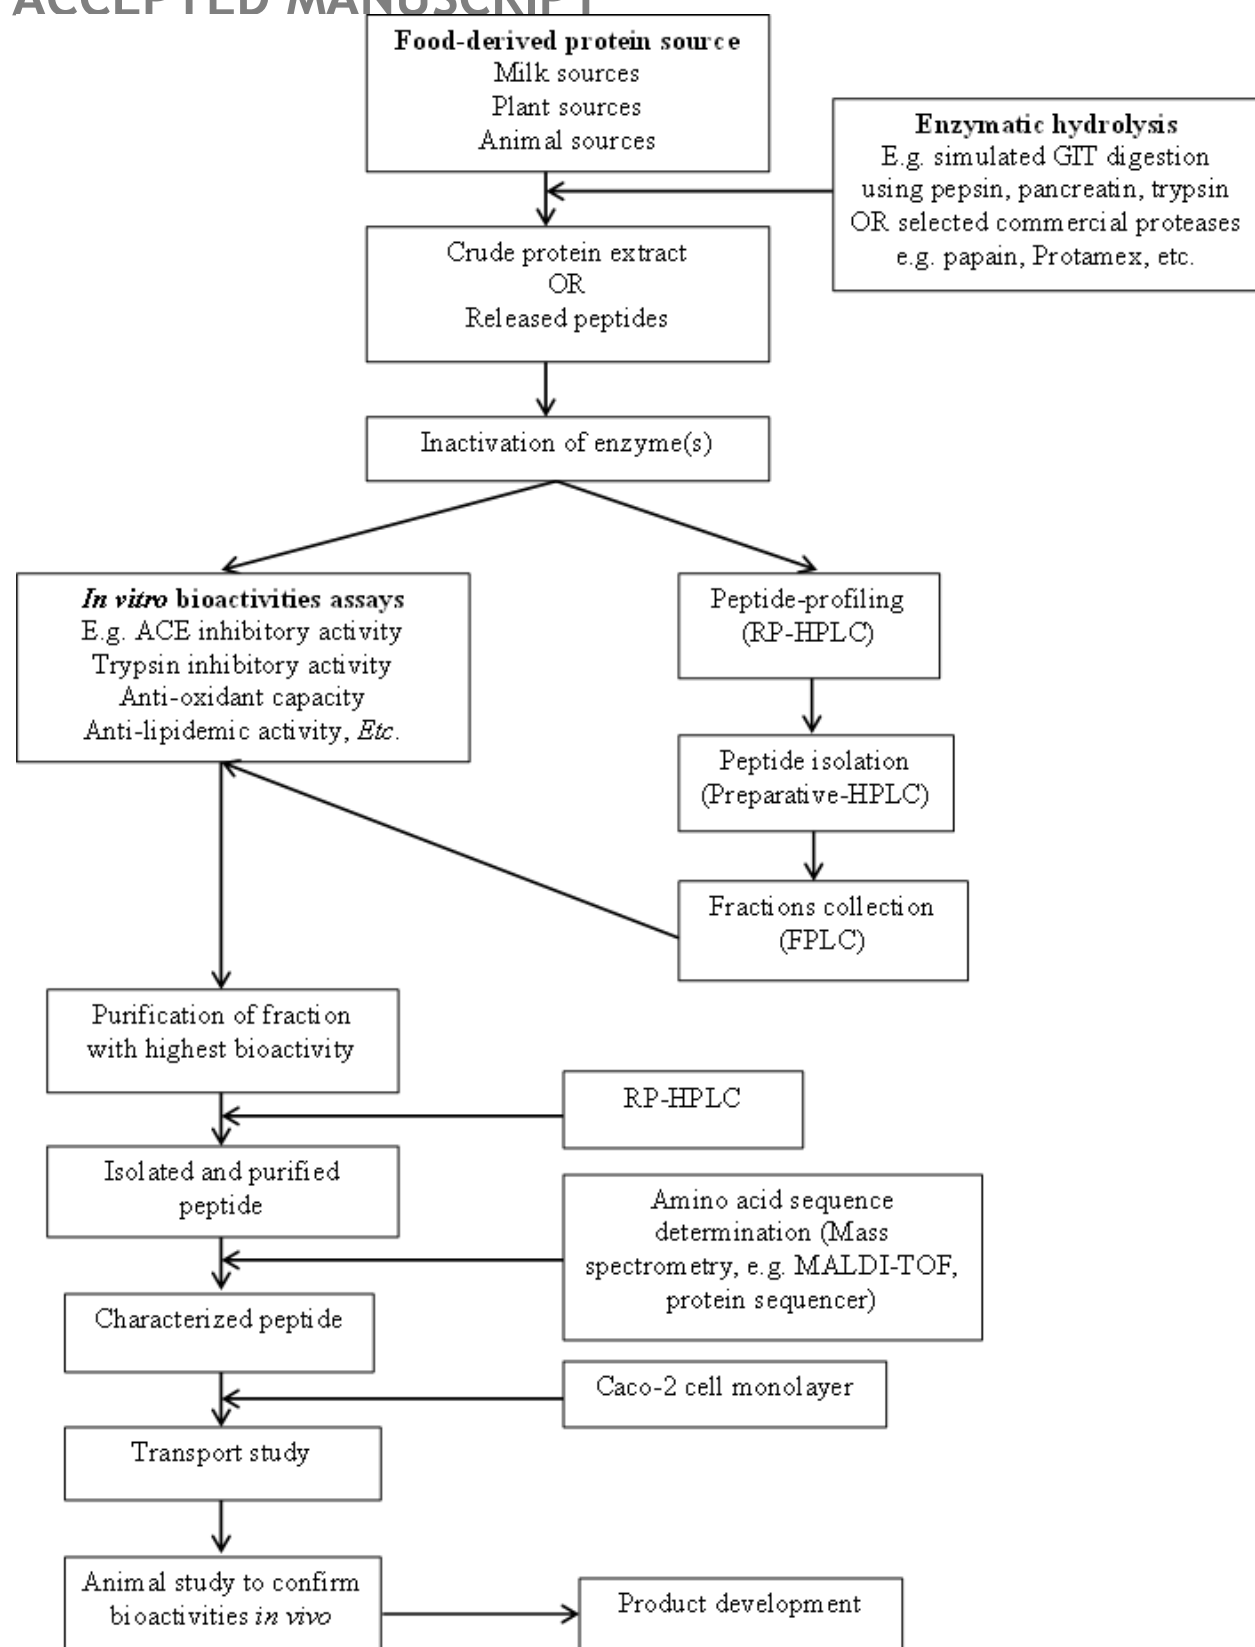 ACCEPTED MANUSCRIPT
Food-derived protein source
Milk sources
Plant sources
Animal sources
Enzymatic hydrolysis
E.g. simulated GIT digestion
using pepsin, pancreatin, trypsin
OR selected commercial proteases
e.g. papain, Protamex, etc.
Crude protein extract
OR
Released peptides
Inactivation of enzyme(s)
In vitro bioactivities assays
E.g. ACE inhibitory activity
Trypsin inhibitory activity
Anti-oxidant capacity
Anti-lipidemic activity, Etc.
Peptide-profiling
(RP-HPLC)
Peptide isolation
(Preparative-HPLC)
Fractions collection
(FPLC)
Purification of fraction
with highest bioactivity
RP-HPLC
Isolated and purified
peptide
Amino acid sequence
determination (Mass
spectrometry, e.g. MALDI-TOF,
protein sequencer)
Characterized peptide
Caco-2 cell monolayer
Transport study
Animal study to confirm
bioactivities in vivo
Product development